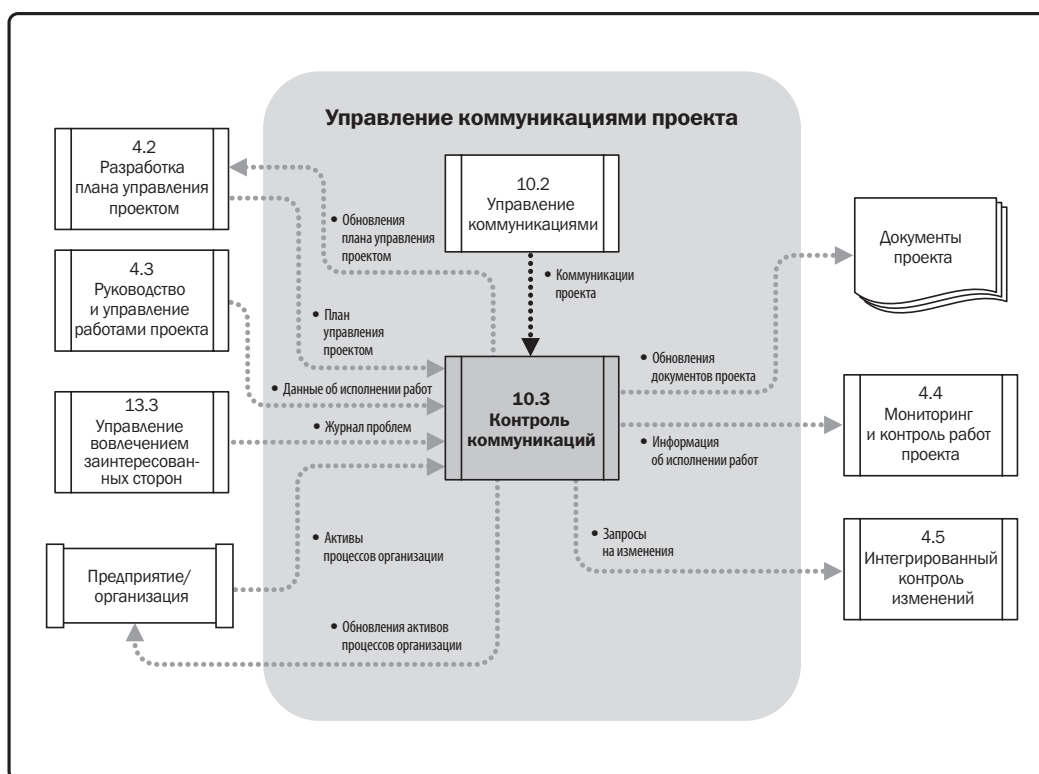 Управление коммуникациями проекта
4.2
Разработка
плана управления
проектом
4.3
Руководство
и управление
работами проекта
13.3
Управление
вовлечением
заинтересован-
ных сторон
Предприятие/
организация
10.2
Управление
коммуникациями
• Обновления
плана управления
проектом
• Коммуникации
проекта
• План
управления
проектом
• Данные об исполнении работ
• Журнал проблем
• Активы
процессов организации
• Обновления активов
процессов организации
10.3
Контроль
коммуникаций
• Обновления
документов проекта
• Информация
об исполнении работ
• Запросы
на изменения
Документы
проекта
4.4
Мониторинг
и контроль работ
проекта
4.5
Интегрированный
контроль
изменений